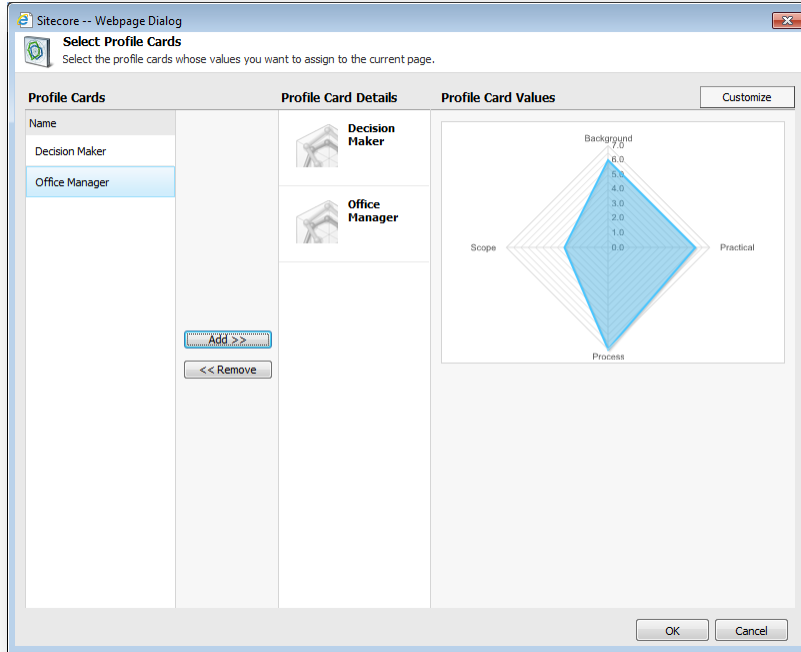 Sitecore -- Webpage Dialog
Select Profile Cards
Select the profile cards whose values you want to assign to the current page.
Profile Cards
Name
Decision Maker
Office Manager
Add >>
<< Remove
Profile Card Details
Decision
Maker
Office
Manager
Profile Card Values
Customize
Background
7.0
6.0
5.0
4.0
3.0
2.0
1.0
0.0
Scope
Practical
Process
OK
Cancel